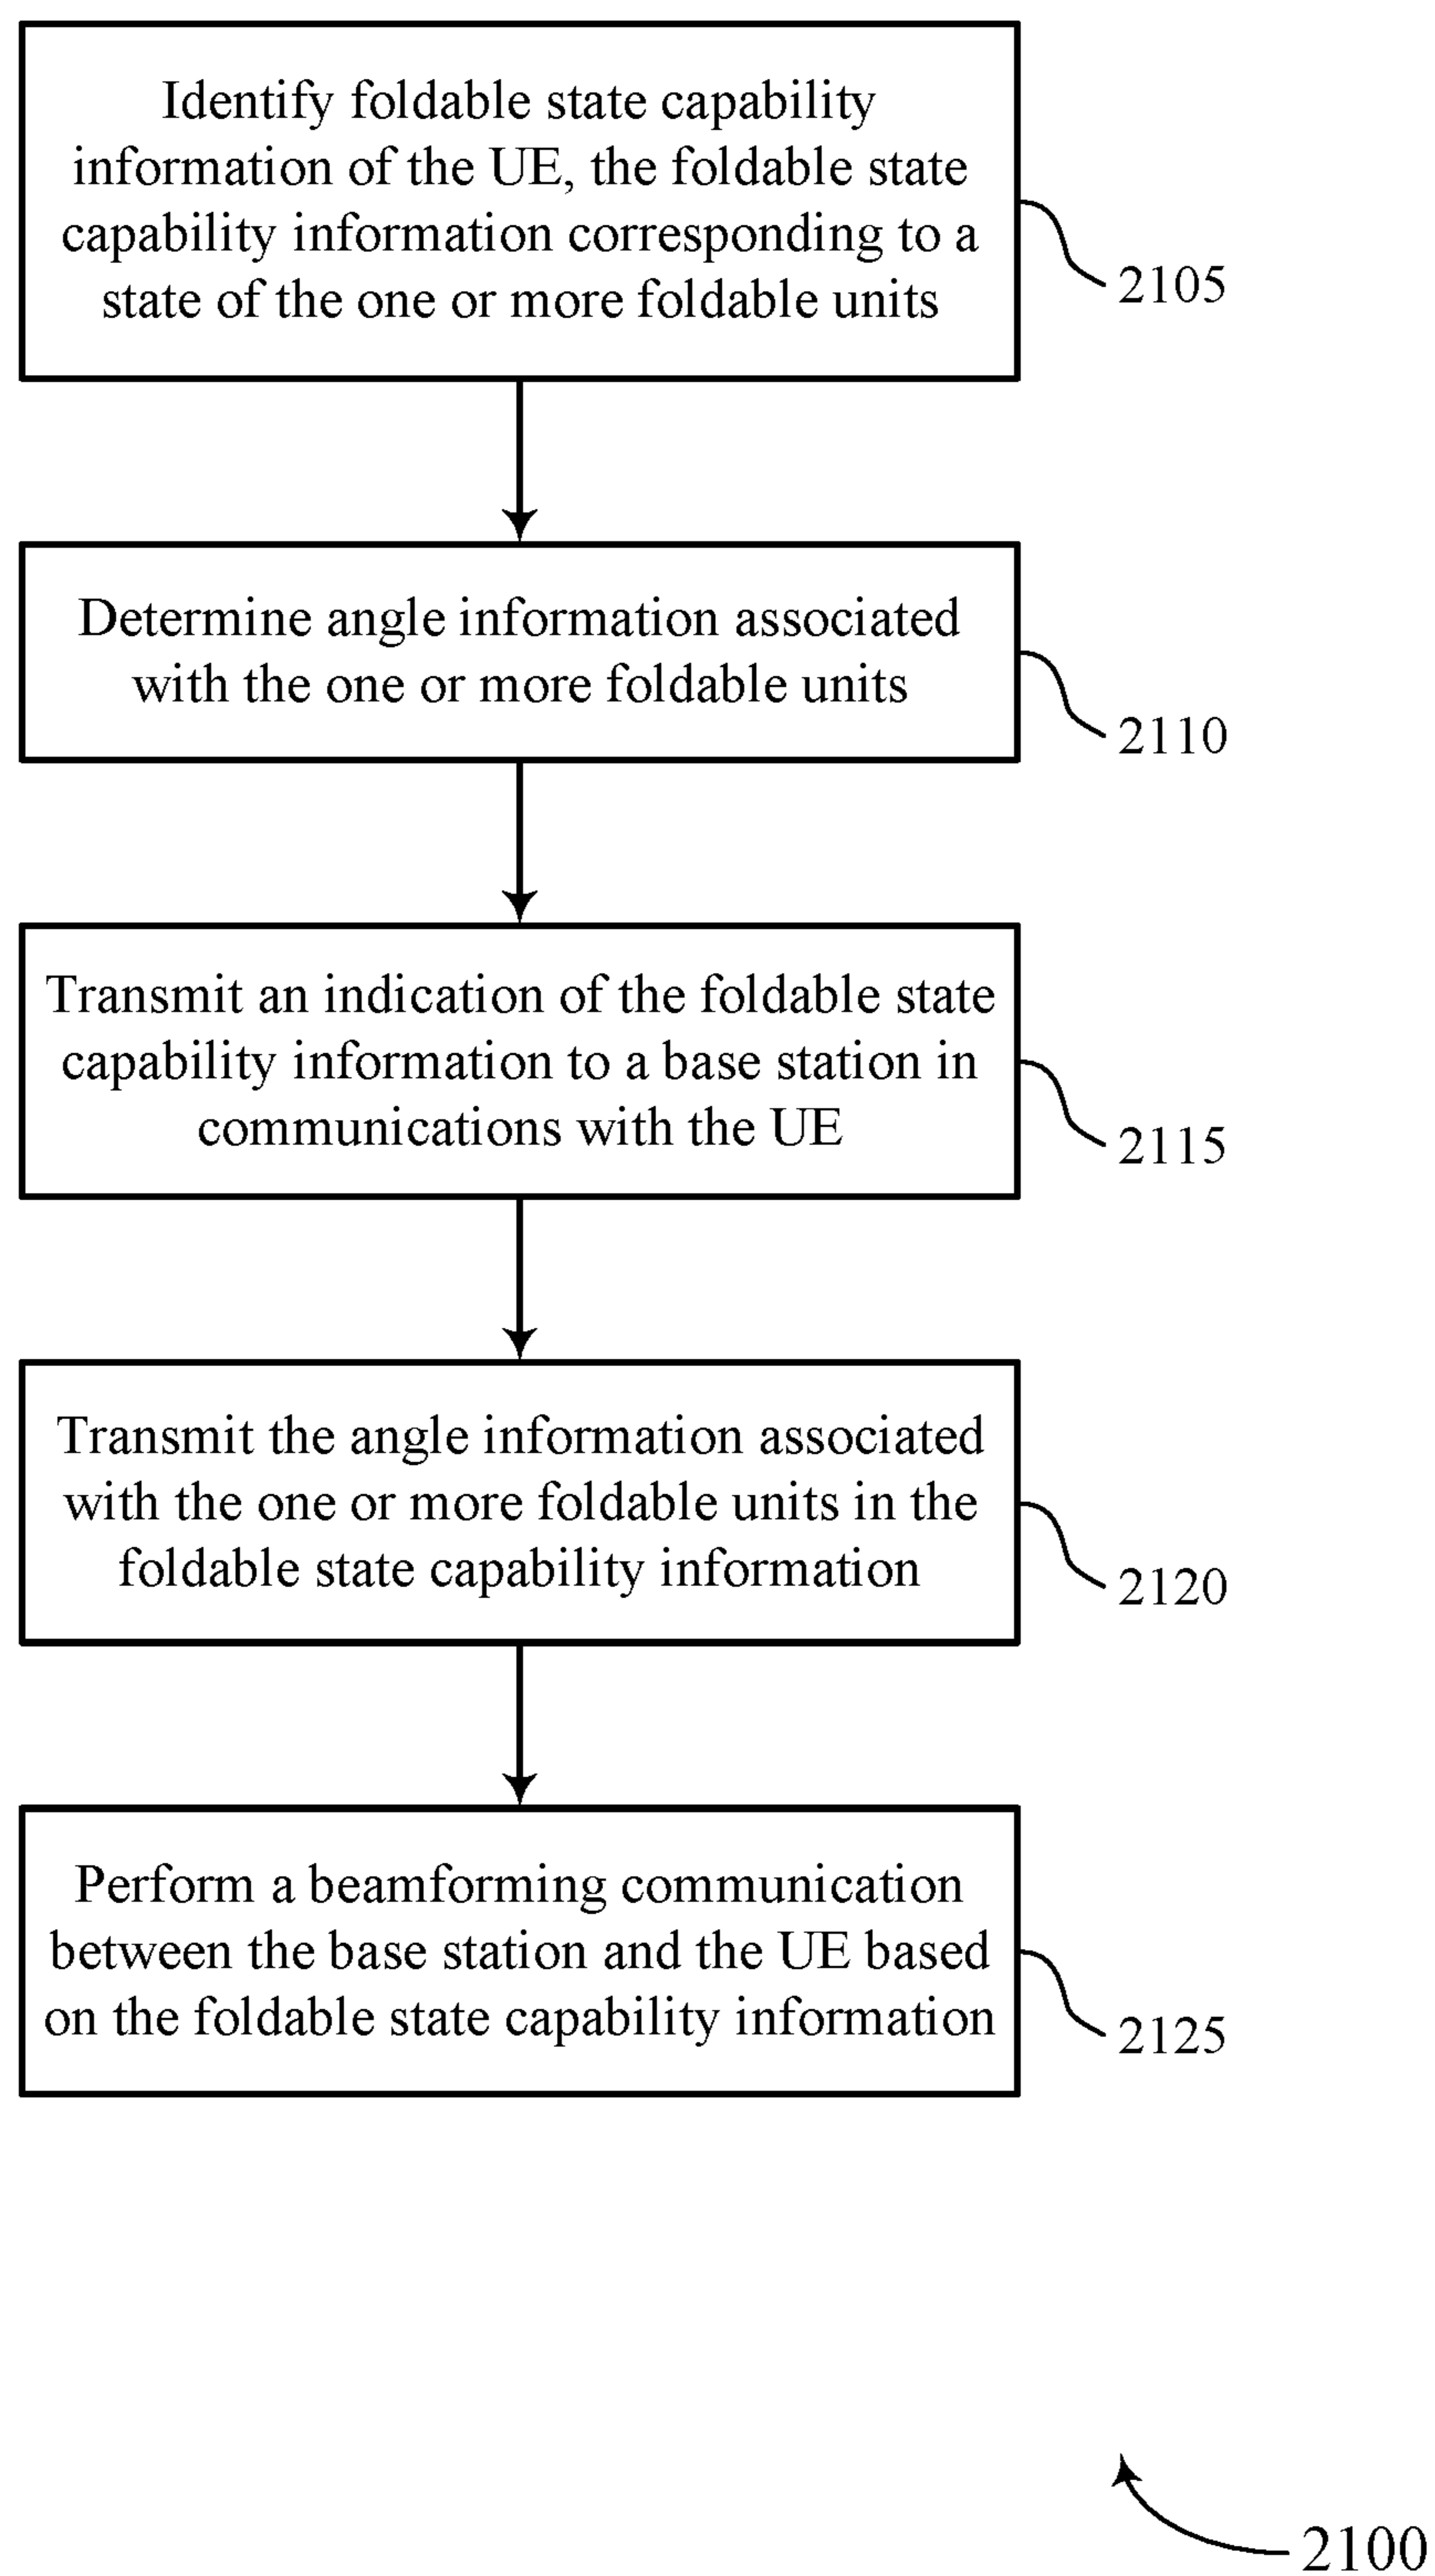 Identify foldable state capability
information of the UE, the foldable state
capability information corresponding to a
state of the one or more foldable units
2105
Determine angle information associated
with the one or more foldable units
2110
Transmit an indication of the foldable state
capability information to a base station in
communications with the UE
2115
Transmit the angle information associated
with the one or more foldable units in the
foldable state capability information
2120
Perform a beamforming communication
between the base station and the UE based
on the foldable state capability information
2125
2100